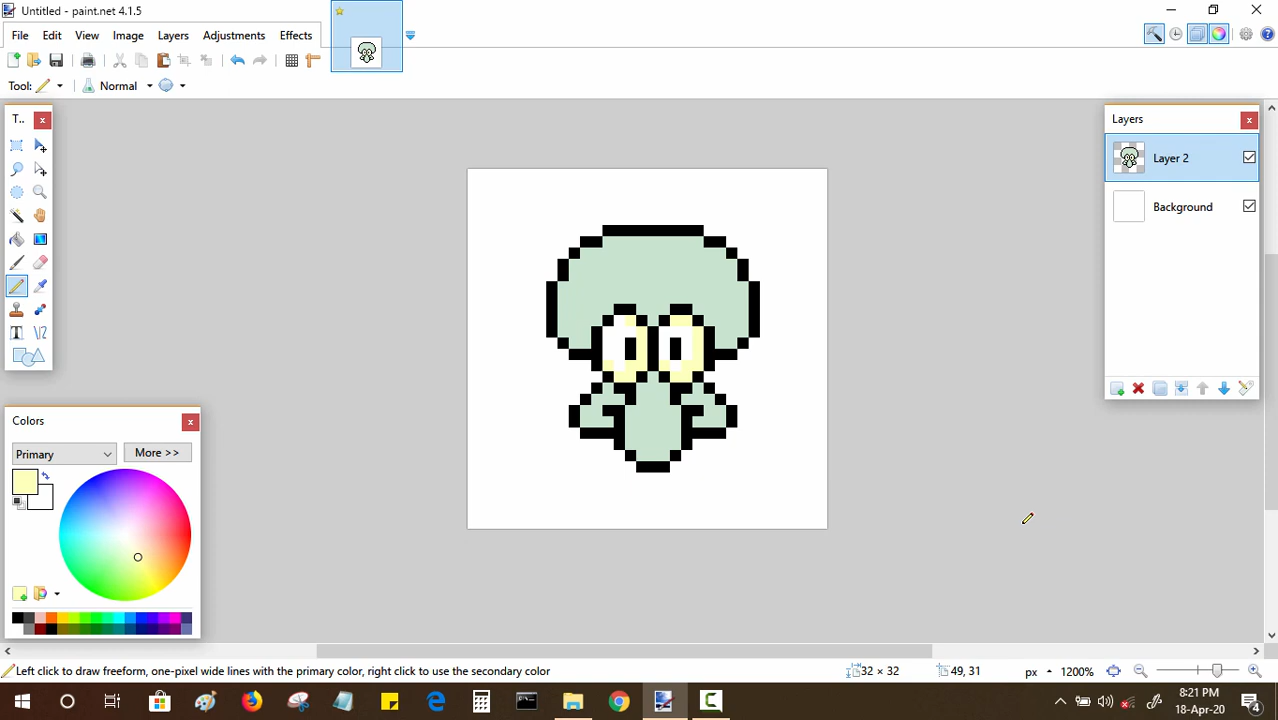 Untitled - paint.net 4.1.5
File Edit View Image Layers Adjustments Effects
Tool: Normal
T..
Layers
Layer 2
Background
Colors
Primary More >>
Left click to draw freeform, one-pixel wide lines with the primary color, right click to use the secondary color 32 × 32 49, 31 px 1200%
8:21 PM
18-Apr-20
4